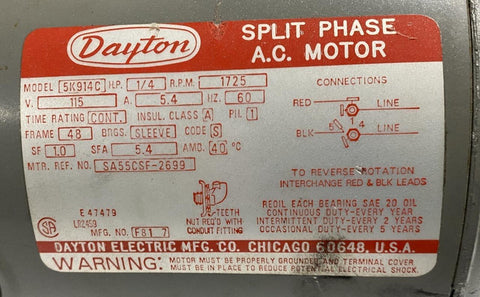 Dayton
SPLIT PHASE
A.C. MOTOR
MODEL 5K914C H.P. 1/4 R.P.M. 1725
V. 115 A. 5.4 HZ. 60
TIME RATING CONT. INSUL. CLASS A PH. 1
FRAME 48 BRGS. SLEEVE CODE S
SF 1.0 SFA 5.4 AMB. 40 °C
MTR. REF. NO. SA55CSF-2699
CONNECTIONS
RED LINE
5 1 4
BLK LINE
TO REVERSE ROTATION
INTERCHANGE RED & BLK LEADS
E47479
LR2459
SA
TEETH
NUT REQ'D WITH
CONDUIT FITTING
MFG. NO. F81 7
REOIL EACH BEARING SAE 20 OIL
CONTINUOUS DUTY-EVERY YEAR
INTERMITTENT DUTY-EVERY 2 YEARS
OCCASIONAL DUTY-EVERY 5 YEARS
DAYTON ELECTRIC MFG. CO. CHICAGO 60648, U.S.A.
WARNING: MOTOR MUST BE PROPERLY GROUNDED AND TERMINAL COVER
MUST BE IN PLACE TO REDUCE POTENTIAL ELECTRICAL SHOCK.